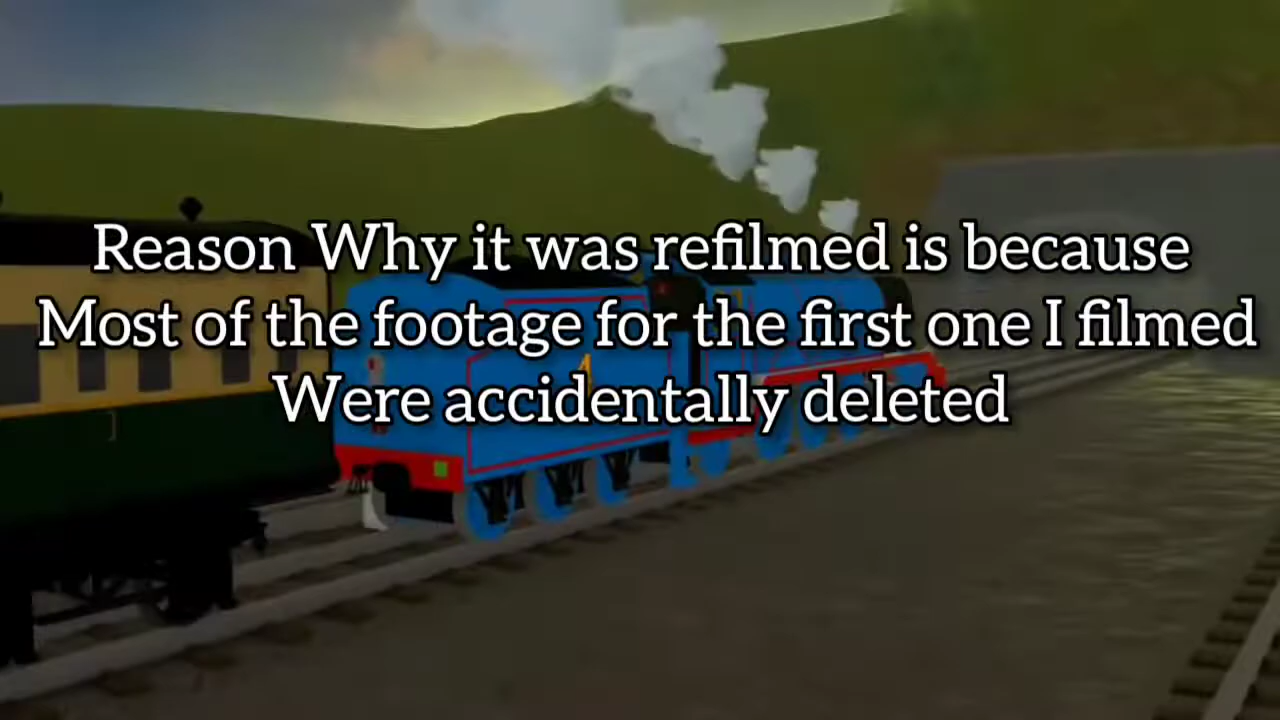 Reason Why it was refilmed is because
Most of the footage for the first one I filmed
Were accidentally deleted
4